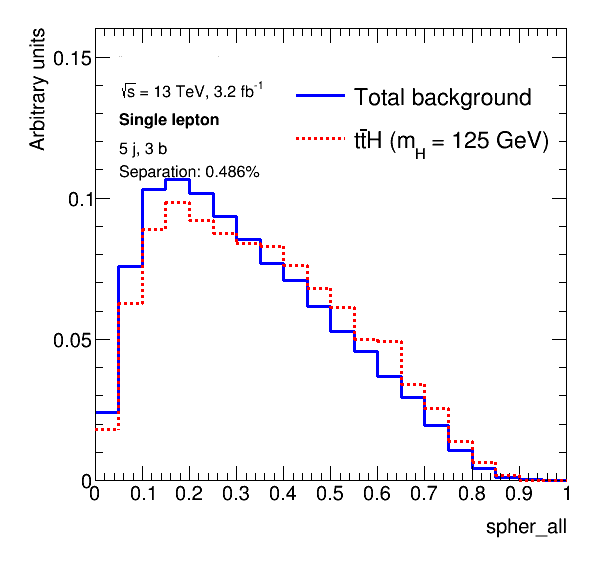 Arbitrary units
0.15
0.1
0.05
0
√s = 13 TeV, 3.2 fb⁻¹
Single lepton
5 j, 3 b
Separation: 0.486%
Total background
tt̄H (m_H = 125 GeV)
0 0.1 0.2 0.3 0.4 0.5 0.6 0.7 0.8 0.9 1
spher_all